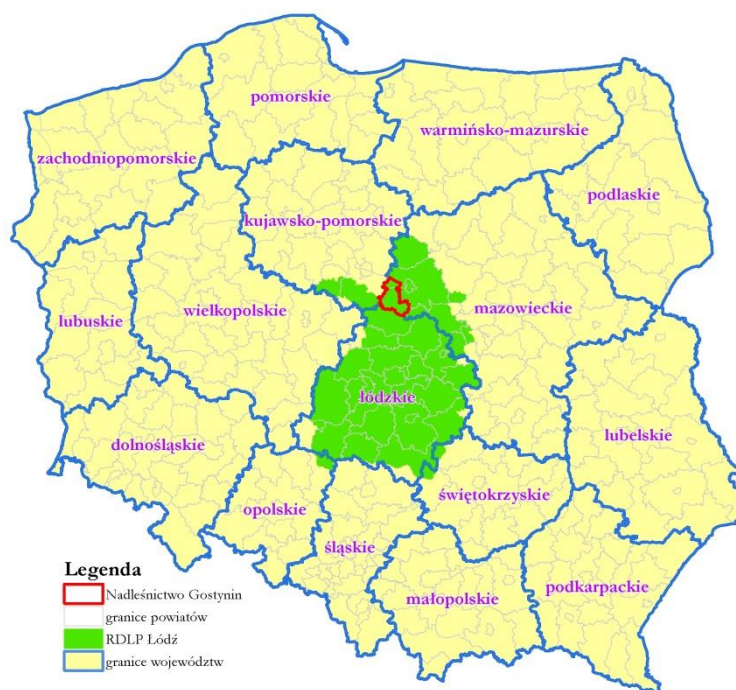 pomorskie
warmińsko-mazurskie
zachodniopomorskie
podlaskie
kujawsko-pomorskie
mazowieckie
wielkopolskie
lubuskie
łódzkie
dolnośląskie
lubelskie
świętokrzyskie
opolskie
śląskie
podkarpackie
małopolskie
Legenda
Nadleśnictwo Gostynin
granice powiatów
RDLP Łódź
granice województw